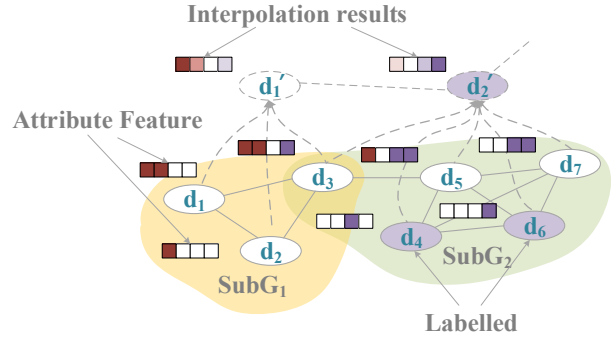 Interpolation results
d₁′
d₂′
Attribute Feature
d₁
d₃
d₅
d₇
d₂
d₄
d₆
SubG₁
SubG₂
Labelled